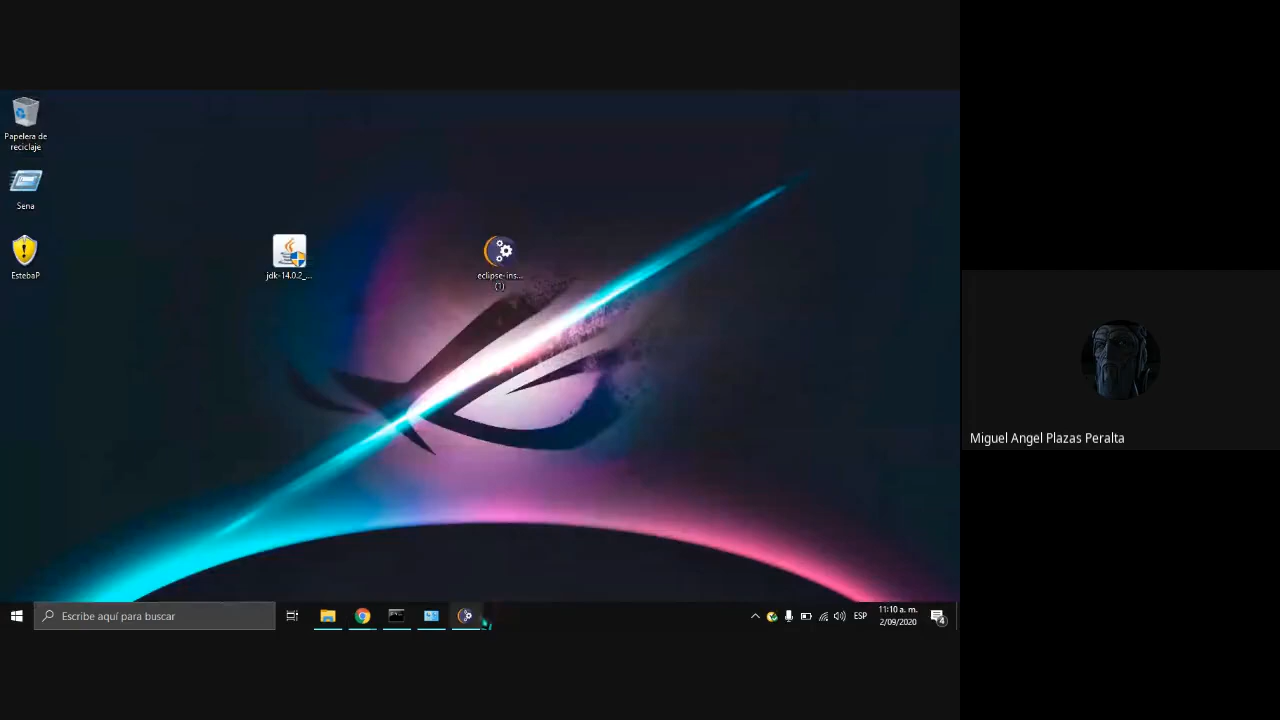 Papelera de
reciclaje
Sena
EstebaP
jdk-14.0.2_...
eclipse-ins...
(1)
Miguel Angel Plazas Peralta
Escribe aquí para buscar
ESP
11:10 a. m.
2/09/2020
4